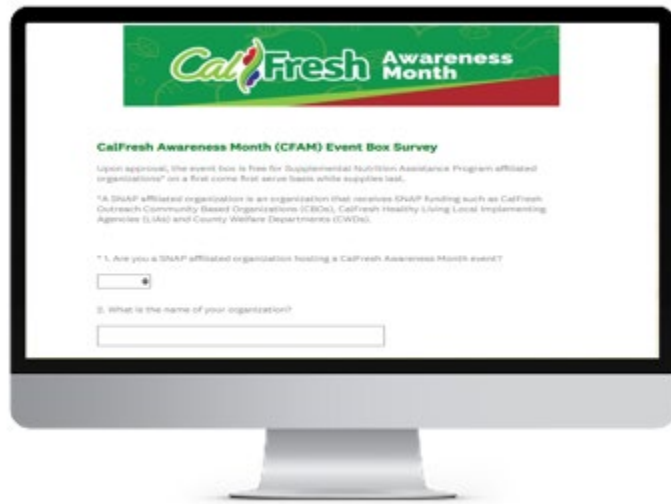 CalFresh Awareness
Month
CalFresh Awareness Month (CFAM) Event Box Survey
Upon approval, the event box is free for Supplemental Nutrition Assistance Program affiliated
organizations* on a first come first serve basis while supplies last.
*A SNAP affiliated organization is an organization that receives SNAP funding such as CalFresh
Outreach Community Based Organizations (CBOs), CalFresh Healthy Living Local Implementing
Agencies (LIAs) and County Welfare Departments (CWDs).
* 1. Are you a SNAP affiliated organization hosting a CalFresh Awareness Month event?
2. What is the name of your organization?